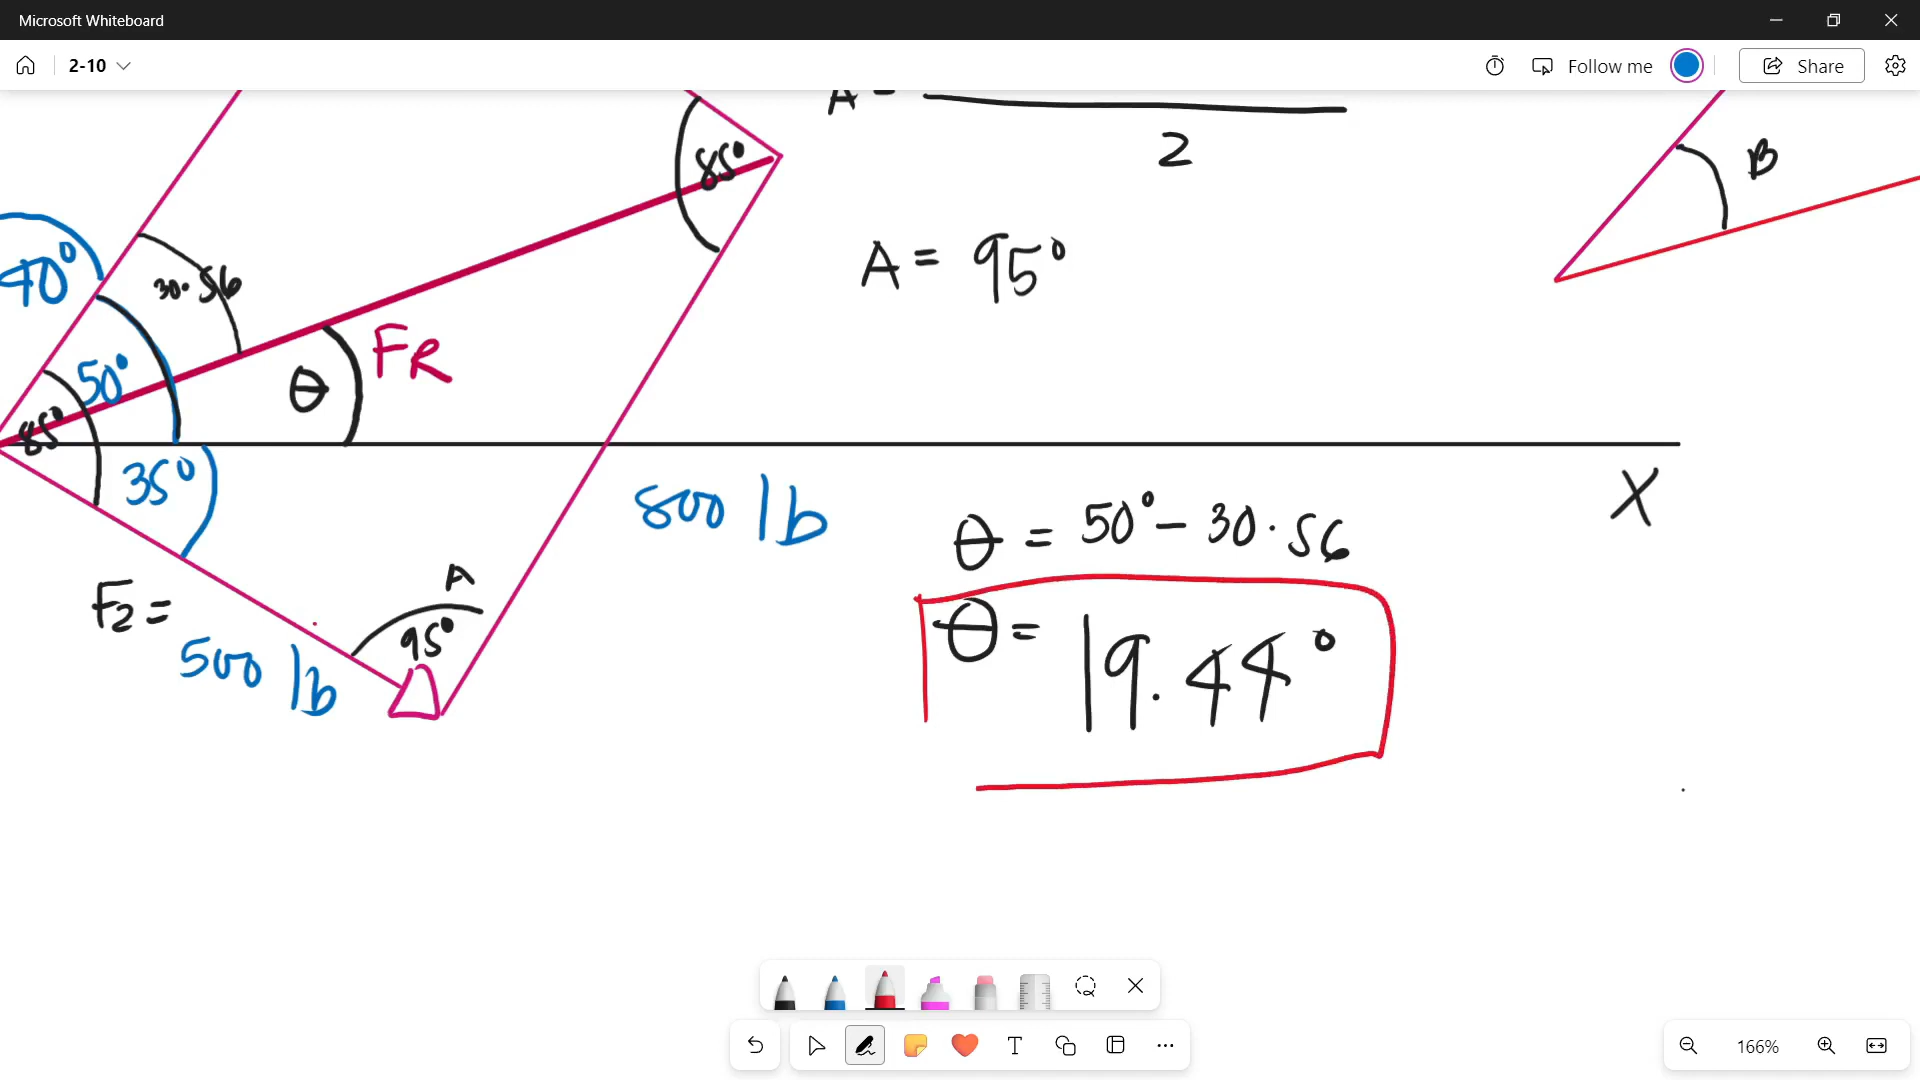 Microsoft Whiteboard
2-10
Follow me
Share
A =
2
85°
B
40°
30.56
A = 95°
FR
50°
θ
85°
35°
800 lb
X
θ = 50° - 30.56
A
F2 =
95°
θ = 19.44°
500 lb
166%